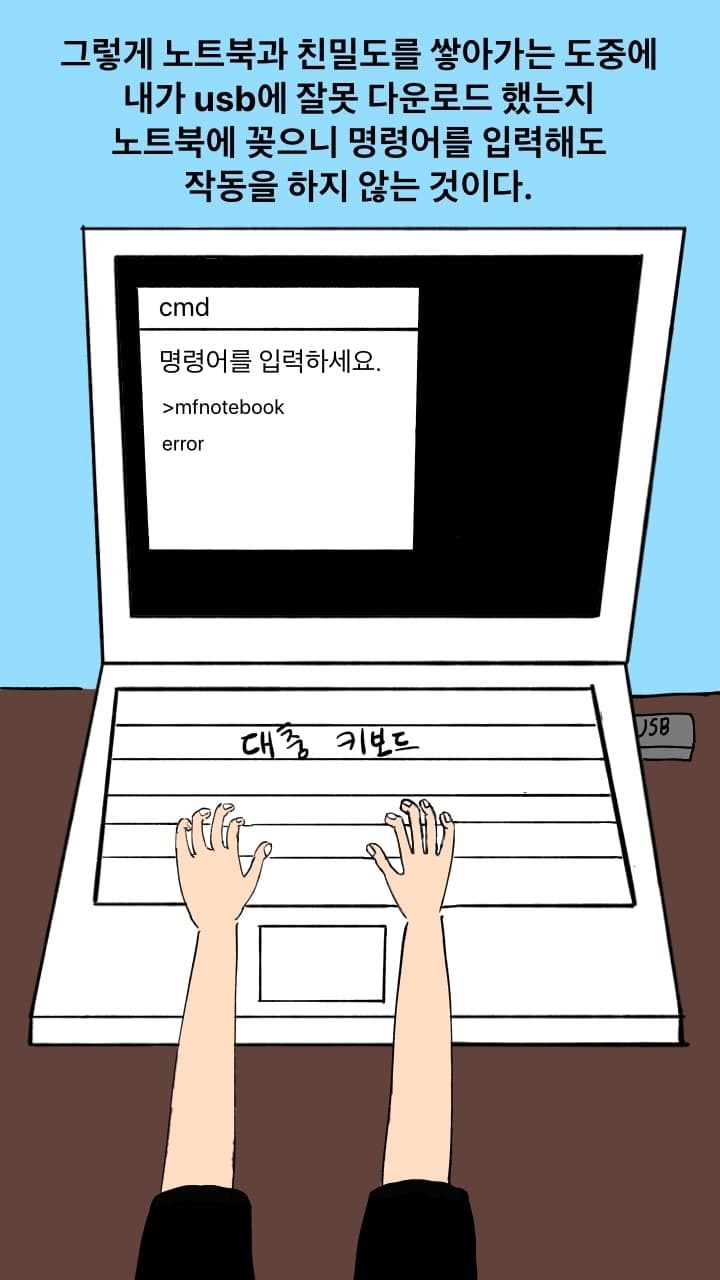 그렇게 노트북과 친밀도를 쌓아가는 도중에
내가 usb에 잘못 다운로드 했는지
노트북에 꽂으니 명령어를 입력해도
작동을 하지 않는 것이다.
cmd
명령어를 입력하세요.
>mfnotebook
error
USB
대충 키보드